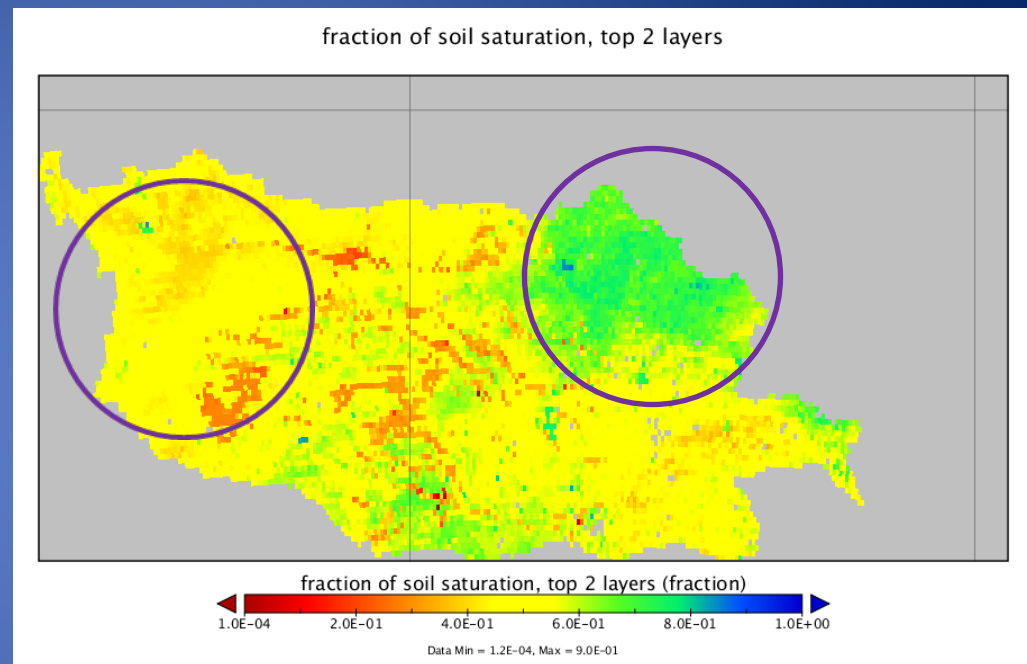 fraction of soil saturation, top 2 layers
fraction of soil saturation, top 2 layers (fraction)
1.0E−04 2.0E−01 4.0E−01 6.0E−01 8.0E−01 1.0E+00
Data Min = 1.2E−04, Max = 9.0E−01